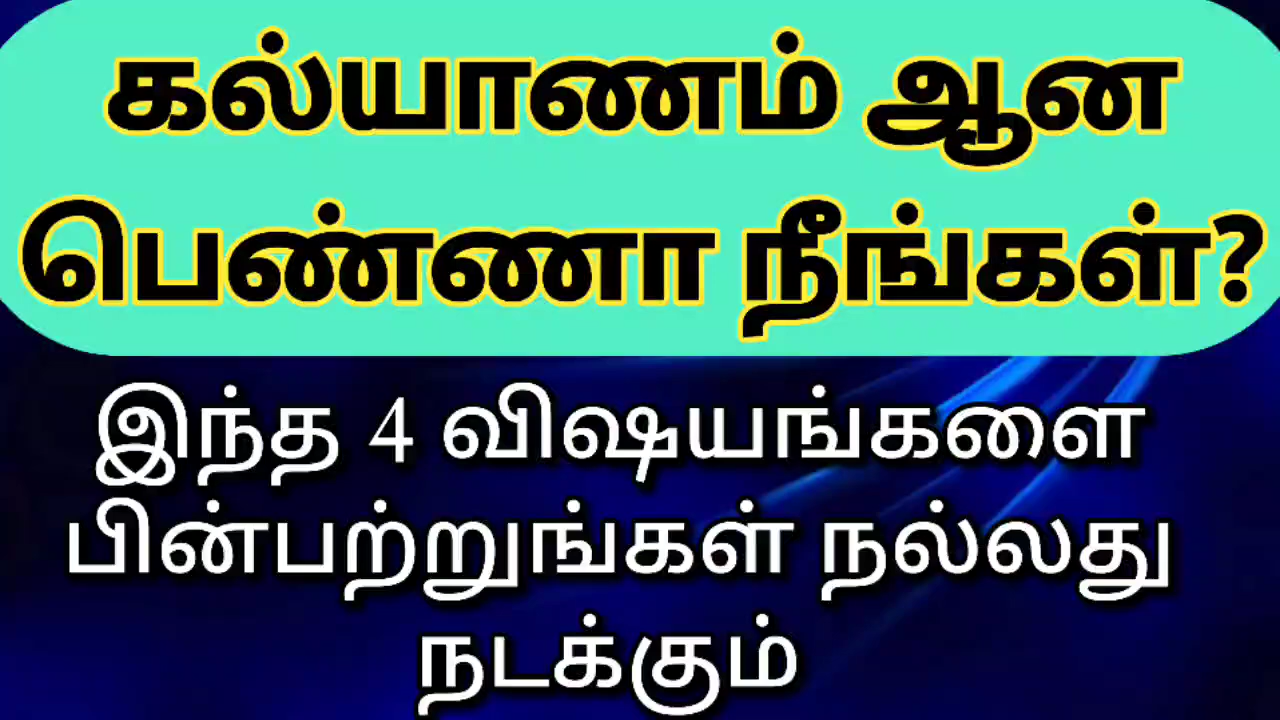 கல்யாணம் ஆன
பெண்ணா நீங்கள்?
இந்த 4 விஷயங்களை
பின்பற்றுங்கள் நல்லது
நடக்கும்